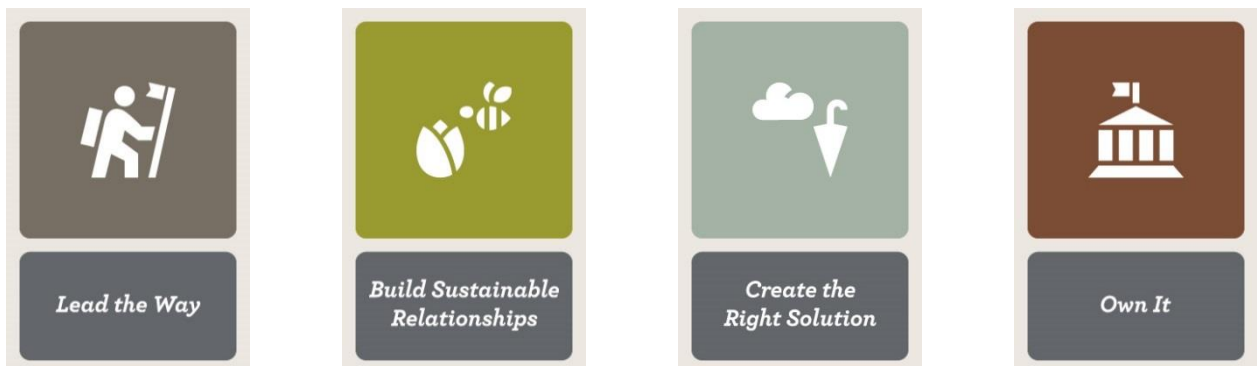 Lead the Way
Build Sustainable
Relationships
Create the
Right Solution
Own It